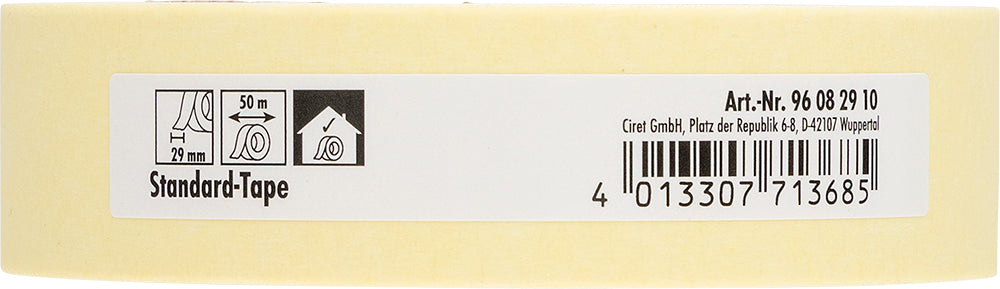 50 m
29 mm
Standard-Tape
Art.-Nr. 96 08 29 10
Ciret GmbH, Platz der Republik 6-8, D-42107 Wuppertal
4 013307 713685